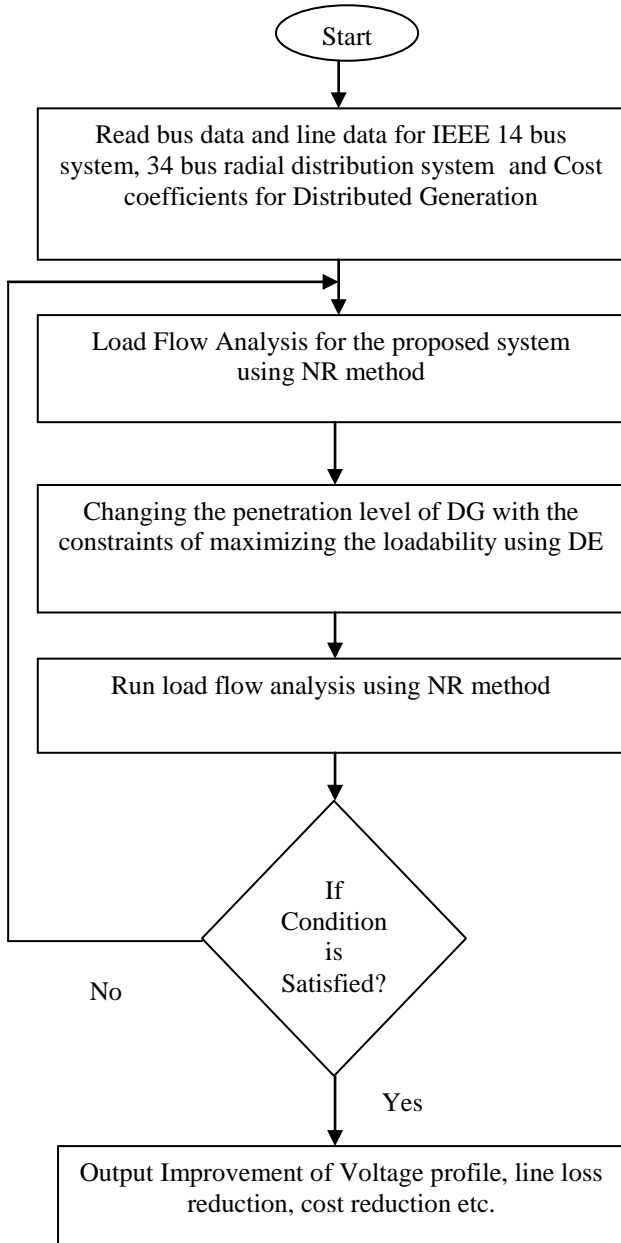 Start
Read bus data and line data for IEEE 14 bus
system, 34 bus radial distribution system and Cost
coefficients for Distributed Generation
Load Flow Analysis for the proposed system
using NR method
Changing the penetration level of DG with the
constraints of maximizing the loadability using DE
Run load flow analysis using NR method
If
Condition
is
Satisfied?
No
Yes
Output Improvement of Voltage profile, line loss
reduction, cost reduction etc.